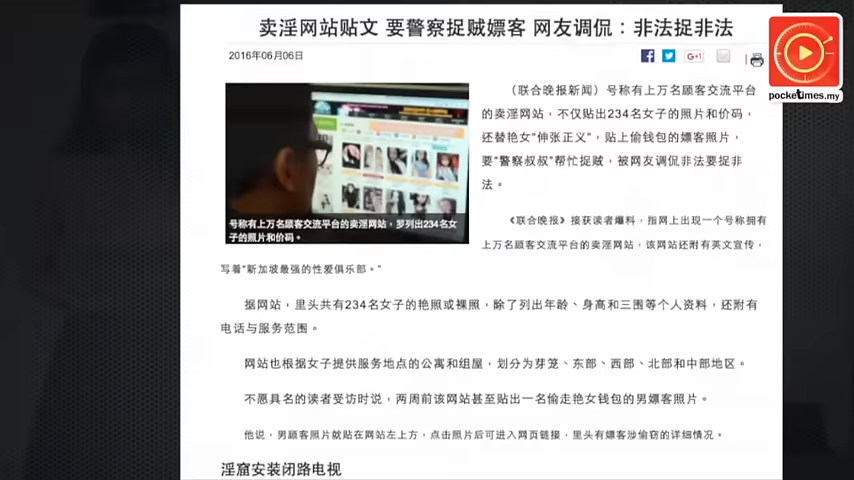 卖淫网站贴文 要警察捉贼嫖客 网友调侃：非法捉非法
2016年06月06日
G+1
pocketimes.my
（联合晚报新闻）号称有上万名顾客交流平台
的卖淫网站，不仅贴出234名女子的照片和价码，
还替艳女“伸张正义”，贴上偷钱包的嫖客照片，
要“警察叔叔”帮忙捉贼，被网友调侃非法要捉非
法。
号称有上万名顾客交流平台的卖淫网站，罗列出234名女
子的照片和价码。
《联合晚报》接获读者爆料，指网上出现一个号称拥有
上万名顾客交流平台的卖淫网站，该网站还附有英文宣传，
写着“新加坡最强的性爱俱乐部。”
据网站，里头共有234名女子的艳照或裸照，除了列出年龄、身高和三围等个人资料，还附有
电话与服务范围。
网站也根据女子提供服务地点的公寓和组屋，划分为芽笼、东部、西部、北部和中部地区。
不愿具名的读者受访时说，两周前该网站甚至贴出一名偷走艳女钱包的男嫖客照片。
他说，男顾客照片就贴在网站左上方，点击照片后可进入网页链接，里头有嫖客涉偷窃的详细情况。
淫窟安装闭路电视